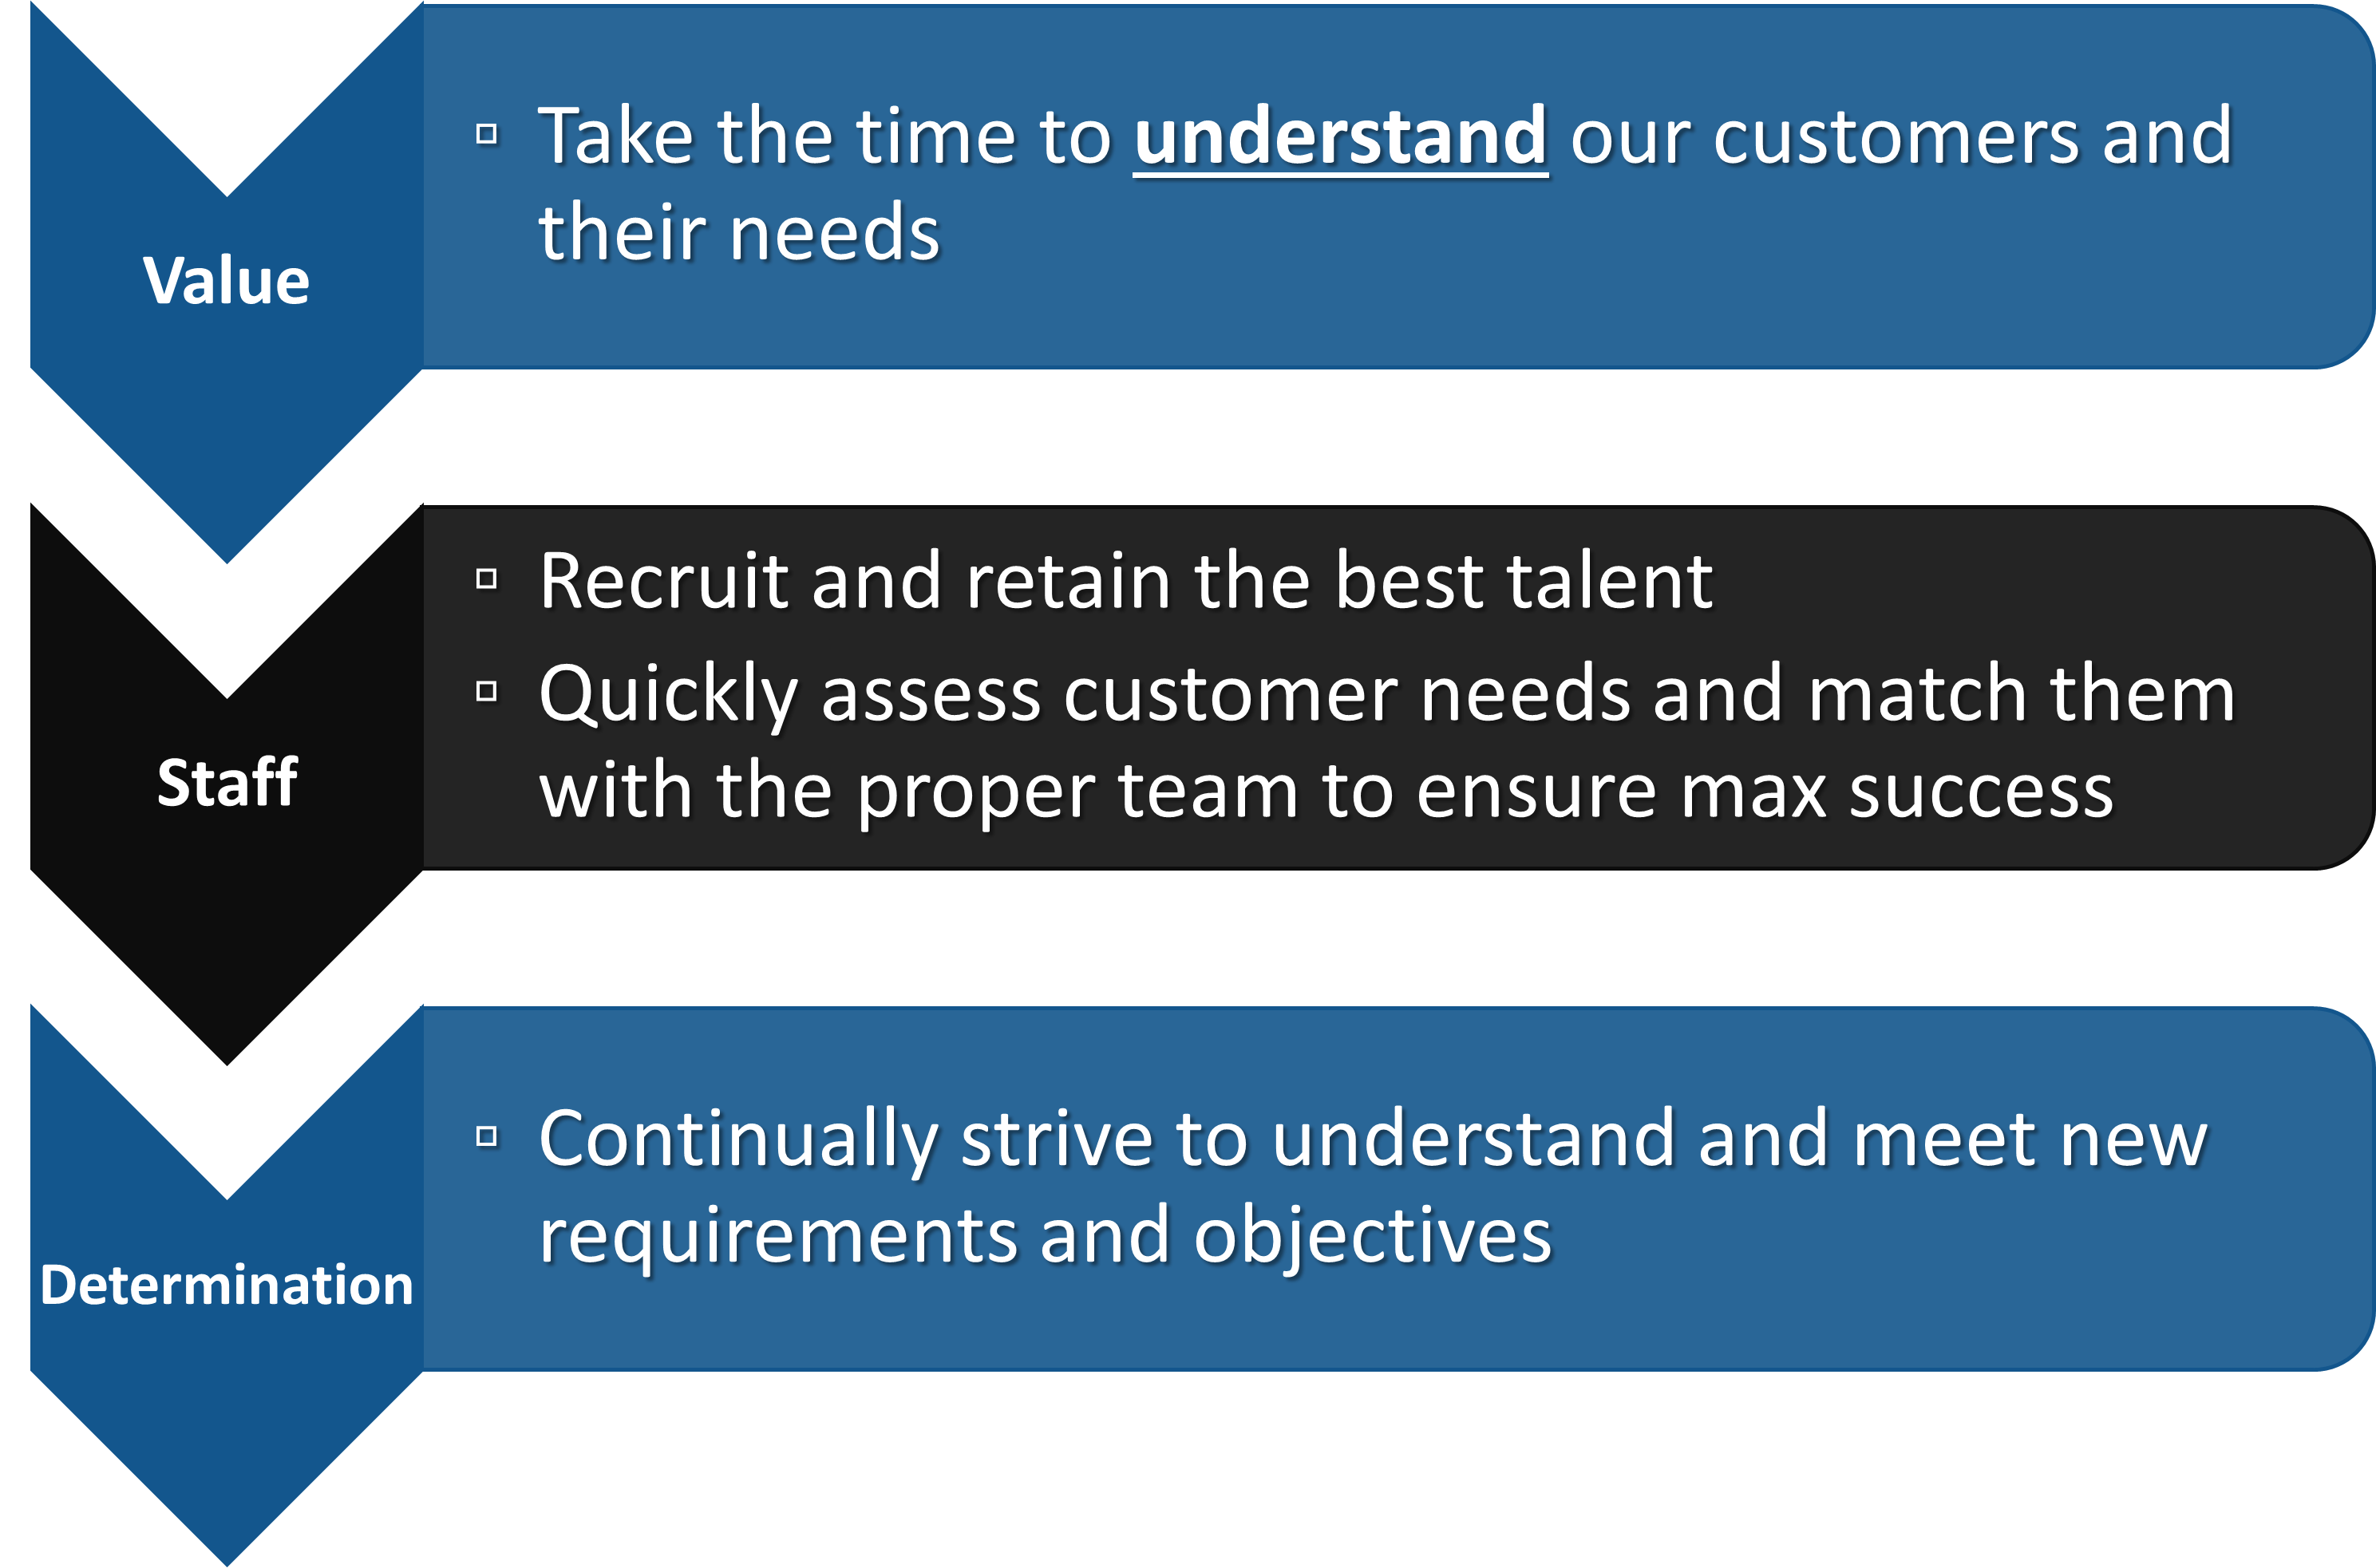 Value
▫ Take the time to understand our customers and
their needs
Staff
▫ Recruit and retain the best talent
▫ Quickly assess customer needs and match them
with the proper team to ensure max success
Determination
▫ Continually strive to understand and meet new
requirements and objectives